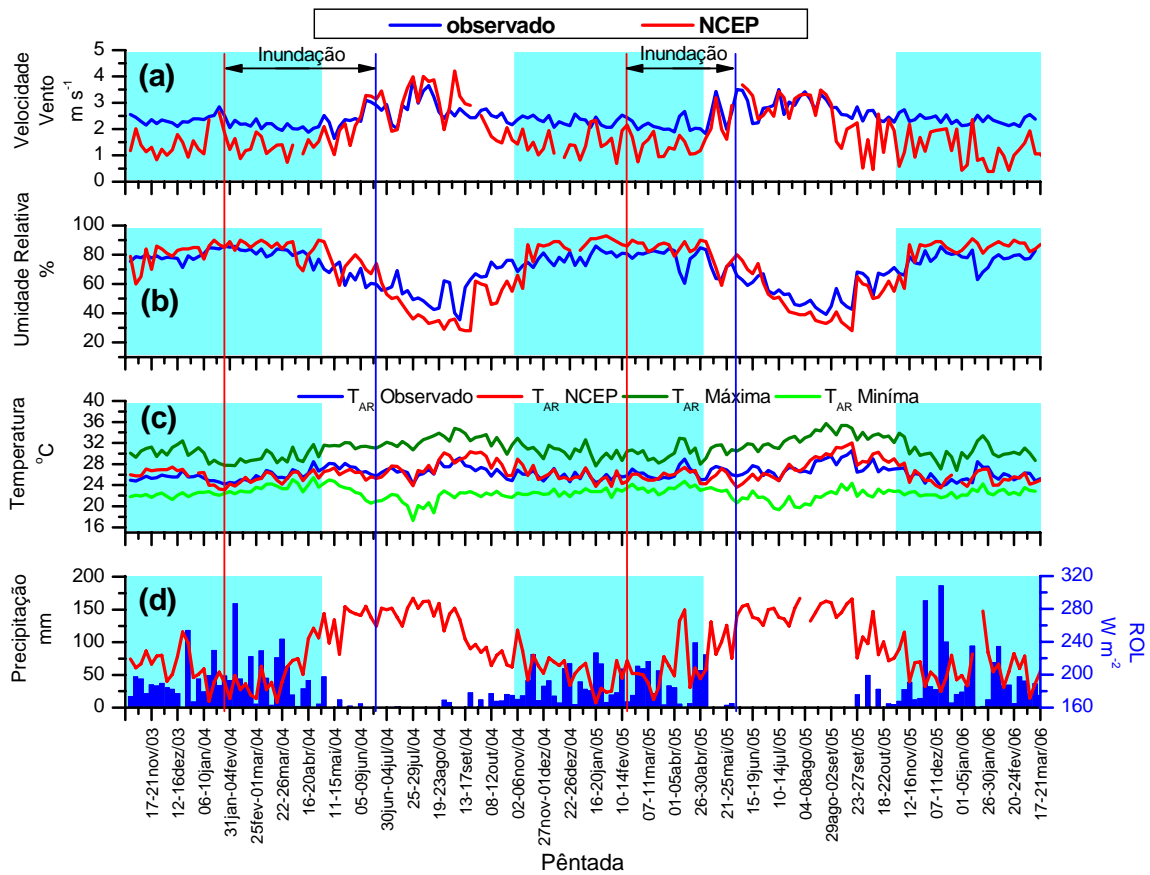 observado NCEP
(a)
Inundação Inundação
Velocidade
Vento
m s-1
5
4
3
2
1
0
(b)
Umidade Relativa
%
100
80
60
40
20
(c)
TAR Observado TAR NCEP TAR Máxima TAR Miníma
Temperatura
oC
40
36
32
28
24
20
16
(d)
Precipitação
mm
200
150
100
50
0
320
280
240
200
160
ROL
W m-2
17-21nov/03
12-16dez/03
06-10jan/04
31jan-04fev/04
25fev-01mar/04
22-26mar/04
16-20abr/04
11-15mai/04
05-09jun/04
30jun-04jul/04
25-29jul/04
19-23ago/04
13-17set/04
08-12out/04
02-06nov/04
27nov-01dez/04
22-26dez/04
16-20jan/05
10-14fev/05
07-11mar/05
01-05abr/05
26-30abr/05
21-25mai/05
15-19jun/05
10-14jul/05
04-08ago/05
29ago-02set/05
23-27set/05
18-22out/05
12-16nov/05
07-11dez/05
01-05jan/06
26-30jan/06
20-24fev/06
17-21mar/06
Pêntada